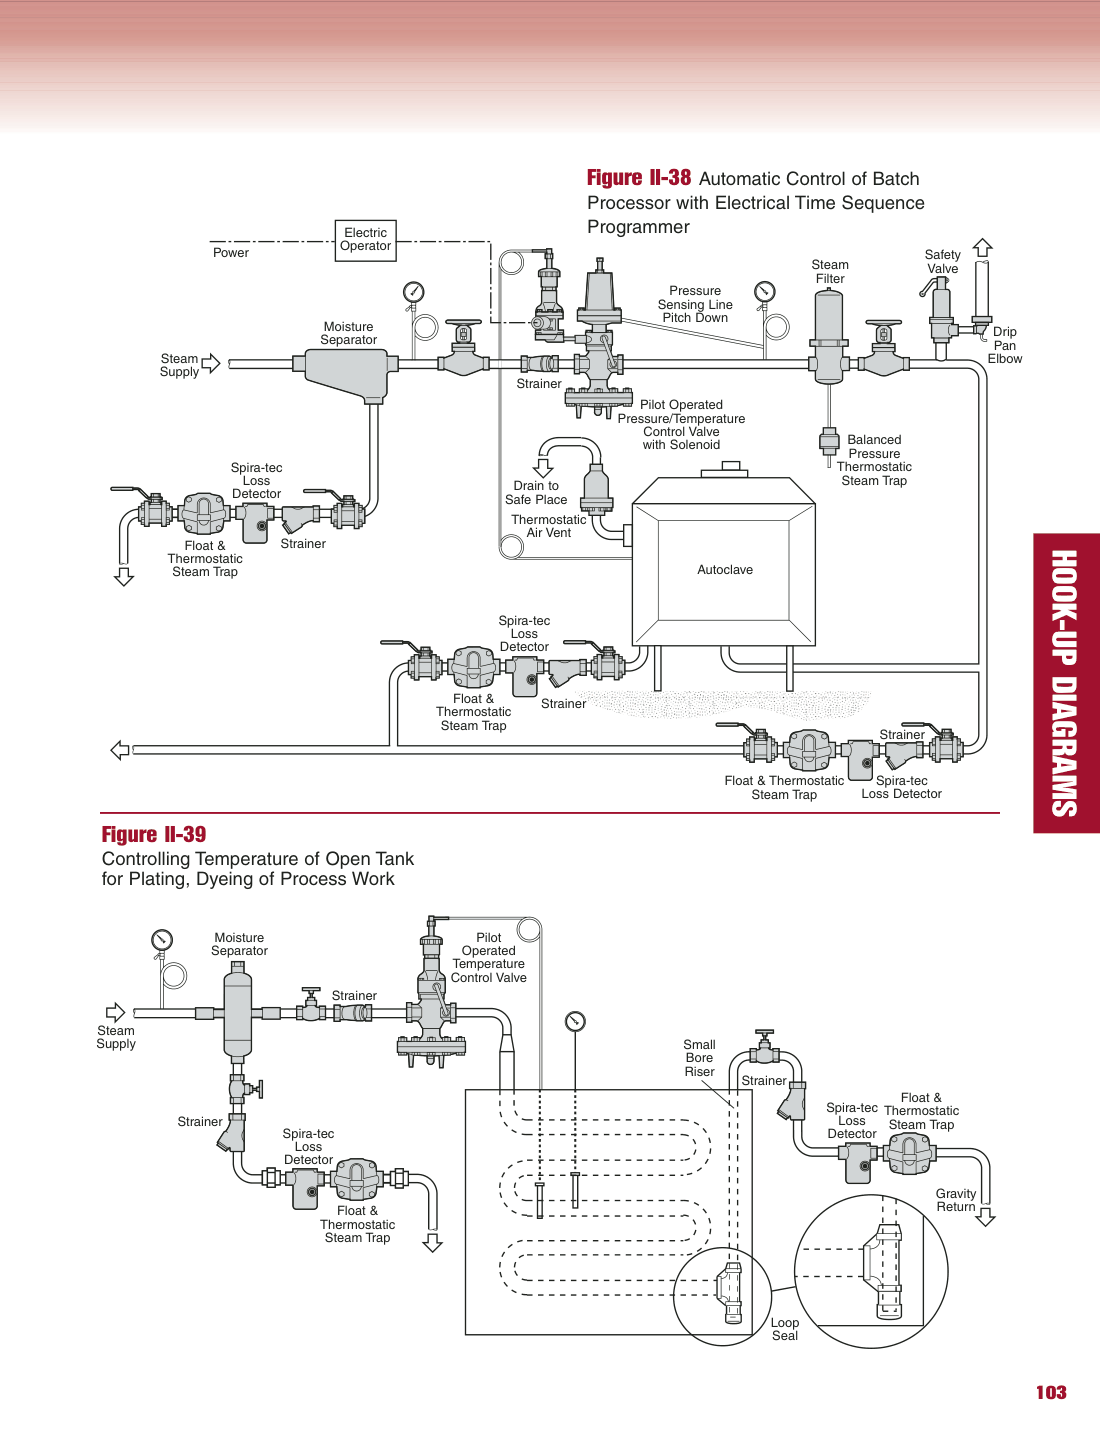 Figure II-38 Automatic Control of Batch
Processor with Electrical Time Sequence
Programmer
Electric
Operator
Power
Safety
Valve
Steam
Filter
Pressure
Sensing Line
Pitch Down
Moisture
Separator
Drip
Pan
Elbow
Steam
Supply
Strainer
Pilot Operated
Pressure/Temperature
Control Valve
with Solenoid
Balanced
Pressure
Thermostatic
Steam Trap
Spira-tec
Loss
Detector
Drain to
Safe Place
Thermostatic
Air Vent
Float &
Thermostatic
Steam Trap
Strainer
Autoclave
Spira-tec
Loss
Detector
Float &
Thermostatic
Steam Trap
Strainer
Strainer
Float & Thermostatic
Steam Trap
Spira-tec
Loss Detector
HOOK-UP DIAGRAMS
Figure II-39
Controlling Temperature of Open Tank
for Plating, Dyeing of Process Work
Moisture
Separator
Pilot
Operated
Temperature
Control Valve
Strainer
Steam
Supply
Small
Bore
Riser
Strainer
Float &
Thermostatic
Steam Trap
Spira-tec
Loss
Detector
Strainer
Spira-tec
Loss
Detector
Float &
Thermostatic
Steam Trap
Gravity
Return
Loop
Seal
103